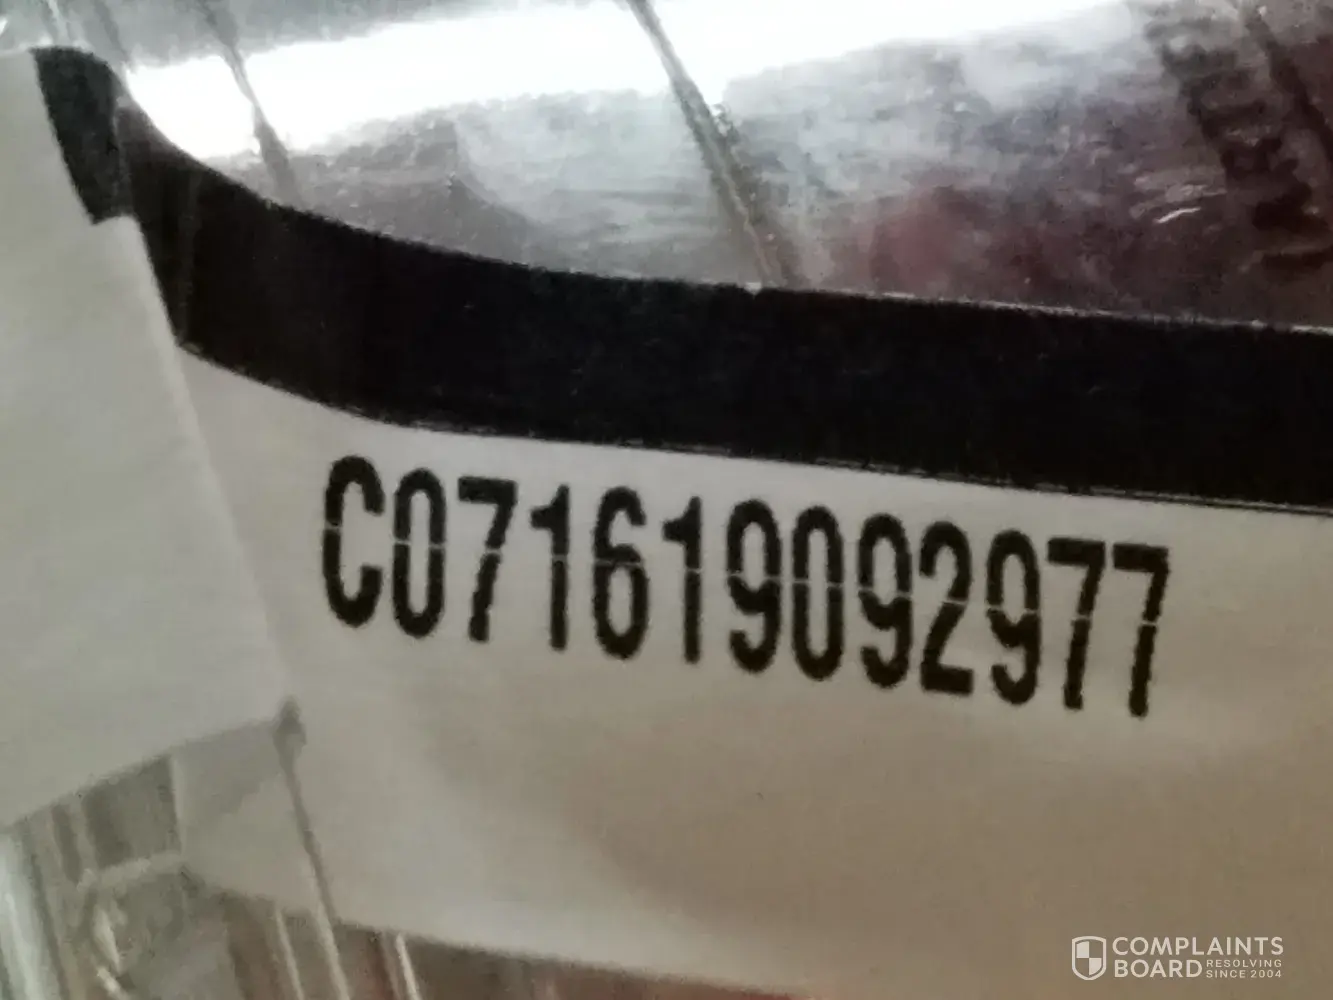 C071619092977
COMPLAINTS
BOARD RESOLVING
SINCE 2004